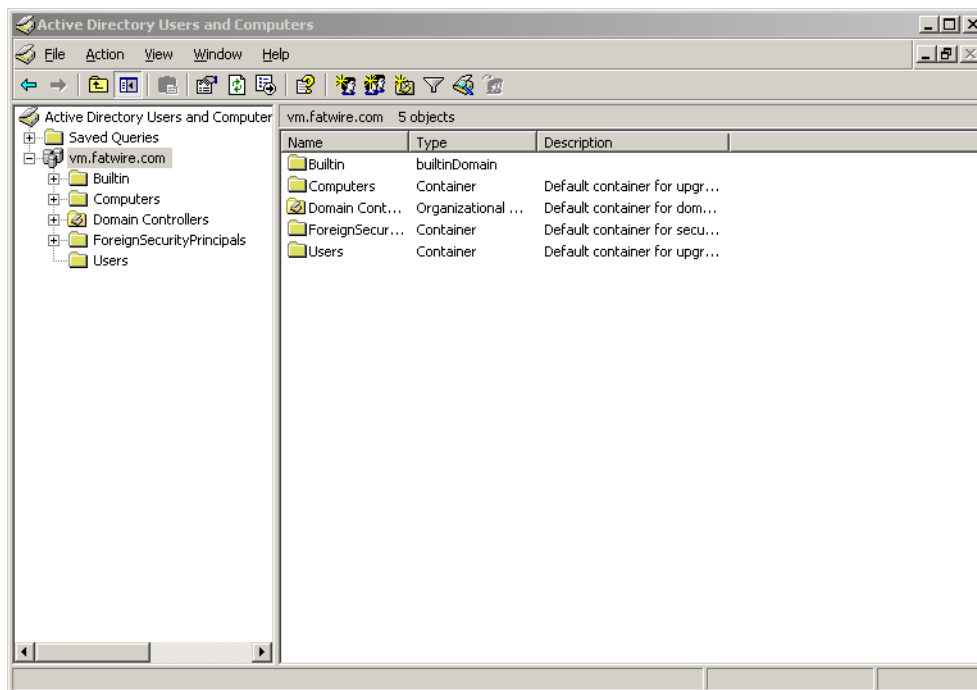 Active Directory Users and Computers
File Action View Window Help
Active Directory Users and Computer
Saved Queries
vm.fatwire.com
Builtin
Computers
Domain Controllers
ForeignSecurityPrincipals
Users
vm.fatwire.com 5 objects
Name Type Description
Builtin builtinDomain
Computers Container Default container for upgr...
Domain Cont... Organizational ... Default container for dom...
ForeignSecur... Container Default container for secu...
Users Container Default container for upgr...